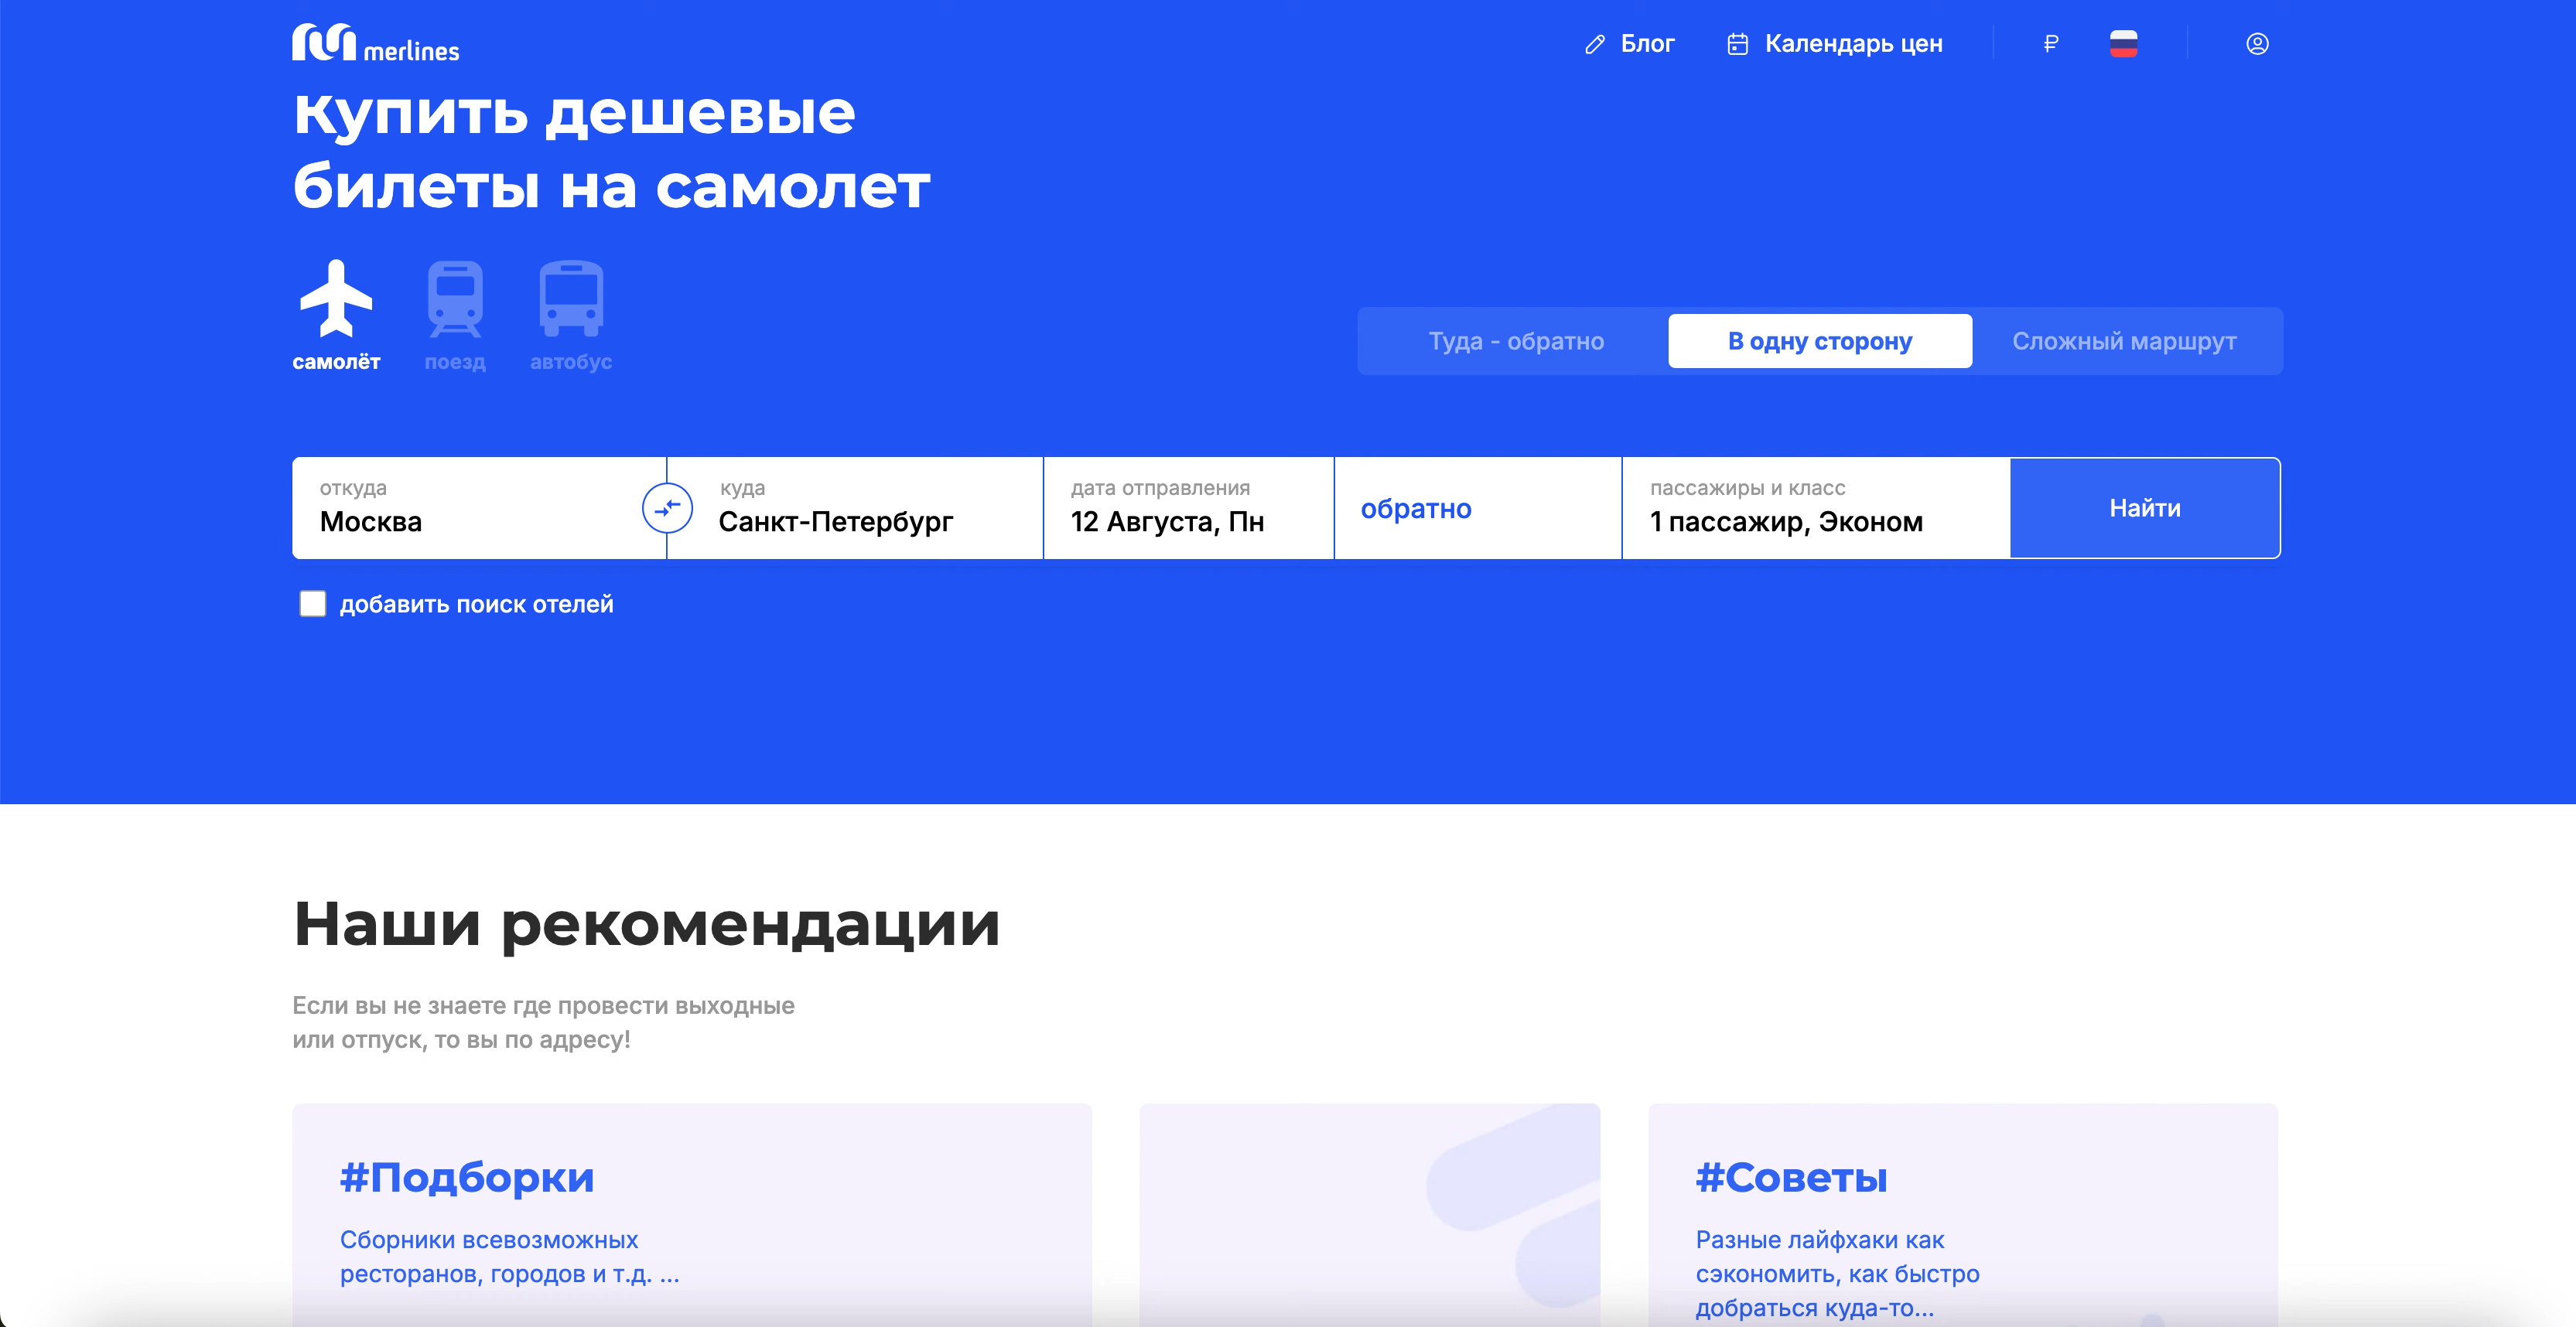 merlines
Блог
Календарь цен
₽
Купить дешевые
билеты на самолет
самолёт
поезд
автобус
Туда - обратно
В одну сторону
Сложный маршрут
откуда
Москва
куда
Санкт-Петербург
дата отправления
12 Августа, Пн
обратно
пассажиры и класс
1 пассажир, Эконом
Найти
добавить поиск отелей
Наши рекомендации
Если вы не знаете где провести выходные
или отпуск, то вы по адресу!
#Подборки
Сборники всевозможных
ресторанов, городов и т.д. ...
#Советы
Разные лайфхаки как
сэкономить, как быстро
добраться куда-то...